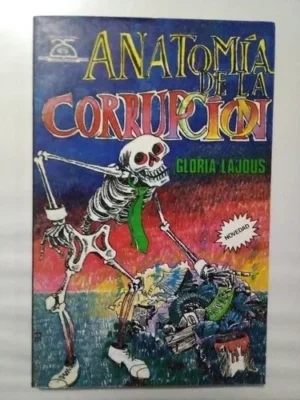 ANATOMÍA
DE LA
CORRUPCIÓN
GLORIA LAJOUS
NOVEDAD